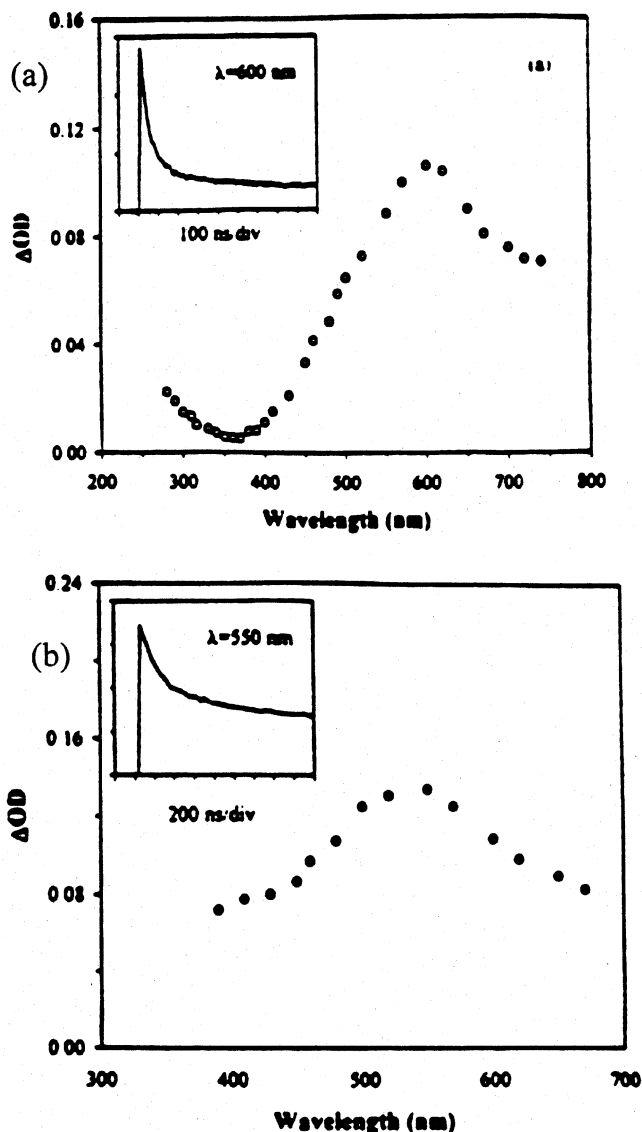 (a)
0.16
0.12
0.08
0.04
0.00
ΔOD
λ=600 nm
(a)
100 ns/div
200 300 400 500 600 700 800
Wavelength (nm)
(b)
0.24
0.16
0.08
0.00
ΔOD
λ=550 nm
200 ns/div
300 400 500 600 700
Wavelength (nm)